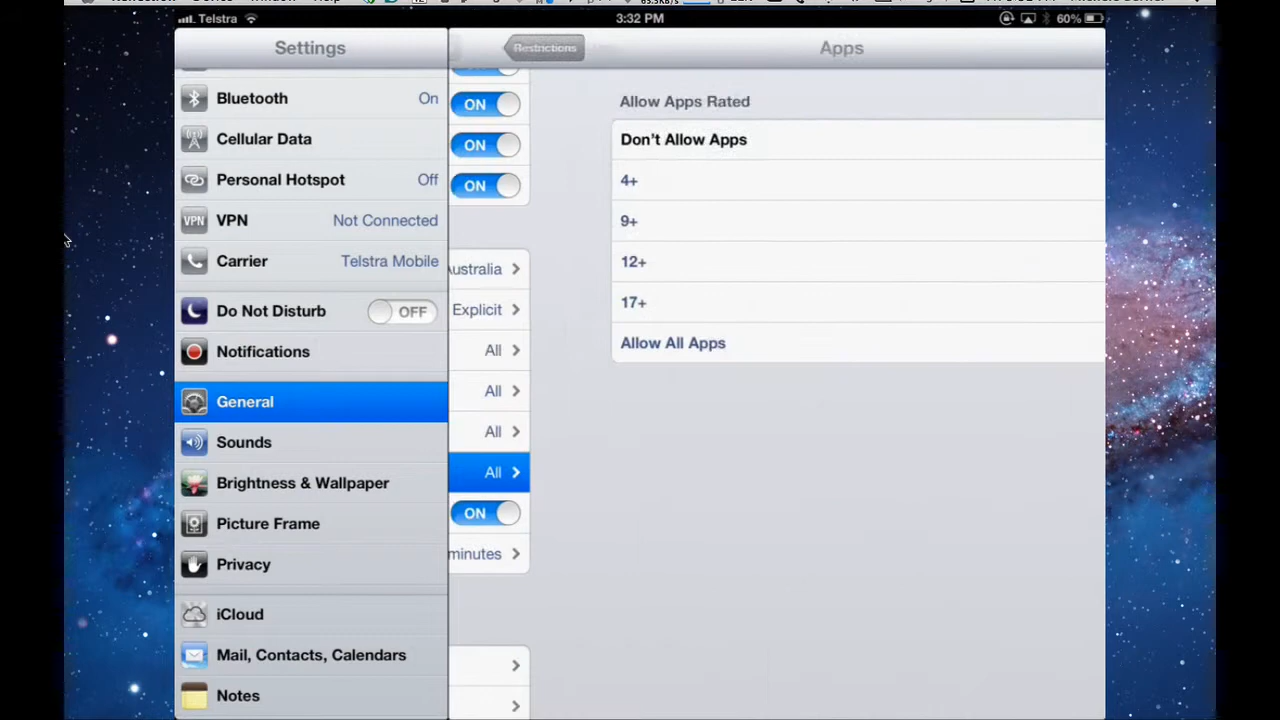 Telstra
3:32 PM
60%
Settings
Restrictions
Apps
Bluetooth On
Cellular Data
Personal Hotspot Off
VPN VPN Not Connected
Carrier Telstra Mobile
Do Not Disturb OFF
Notifications
General
Sounds
Brightness & Wallpaper
Picture Frame
Privacy
iCloud
Mail, Contacts, Calendars
Notes
ON
ON
ON
Australia
Explicit
All
All
All
All
ON
minutes
Allow Apps Rated
Don't Allow Apps
4+
9+
12+
17+
Allow All Apps